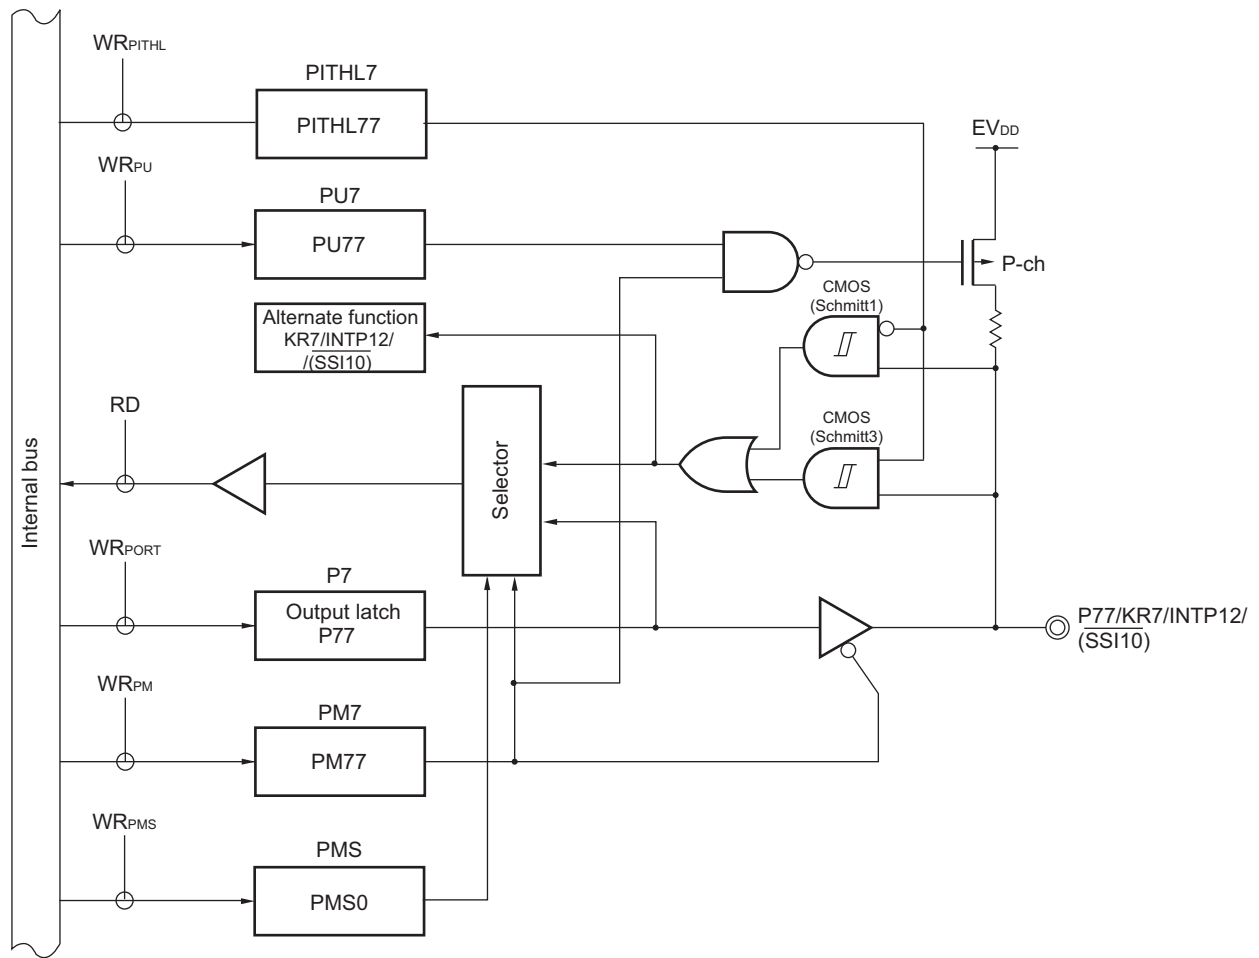 WRPITHL
PITHL7
PITHL77
EVDD
WRPU
PU7
PU77
P-ch
CMOS
(Schmitt1)
Alternate function
KR7/INTP12/
/(SSI10)
RD
CMOS
(Schmitt3)
Selector
Internal bus
WRPORT
P7
Output latch
P77
P77/KR7/INTP12/
(SSI10)
WRPM
PM7
PM77
WRPMS
PMS
PMS0